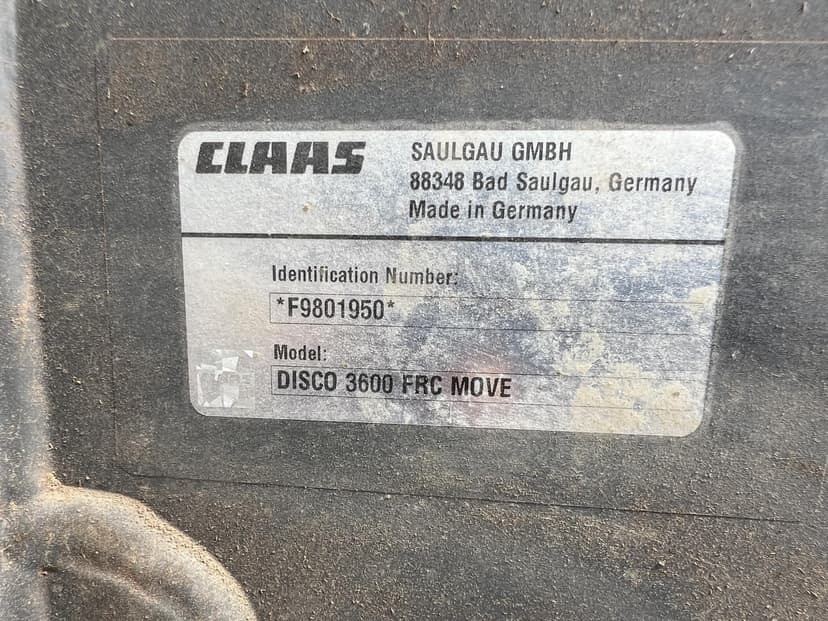 CLAAS
SAULGAU GMBH
88348 Bad Saulgau, Germany
Made in Germany
Identification Number:
*F9801950*
Model:
DISCO 3600 FRC MOVE